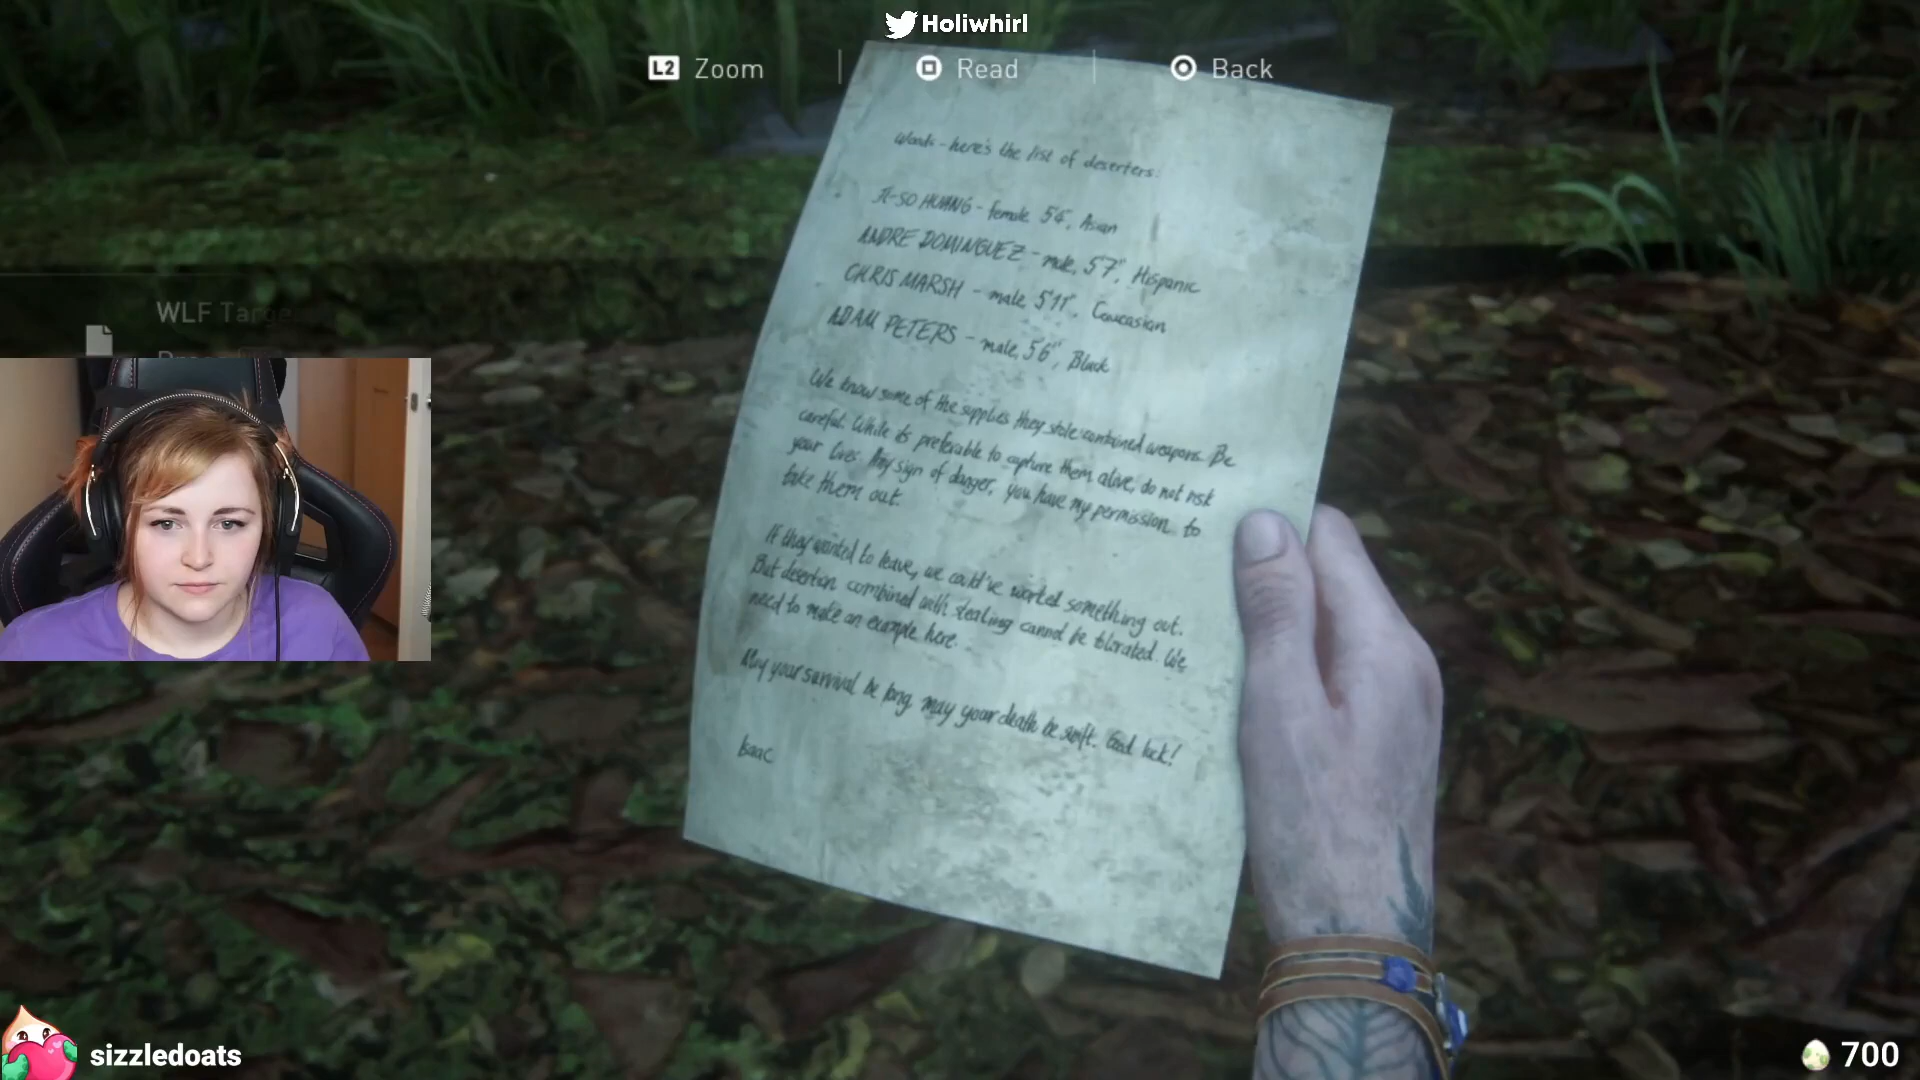 Holiwhirl
L2 Zoom Read Back
here's the list of deserters:
JI-SO HUANG - female 5'4", Asian
ANDRE DOMINGUEZ - male, 5'7", Hispanic
CHRIS MARSH - male 5'11", Caucasian
ADAM PETERS - male, 5'6", Black
We know some of the supplies they stole contained weapons. Be
careful. While its preferable to capture them alive, do not risk
your lives. Any sign of danger, you have my permission to
take them out.
If they wanted to leave, we could've worked something out.
But desertion combined with stealing cannot be tolerated. We
need to make an example here.
May your survival be long, may your death be swift. Good luck!
Isaac
WLF Targe
sizzledoats
700